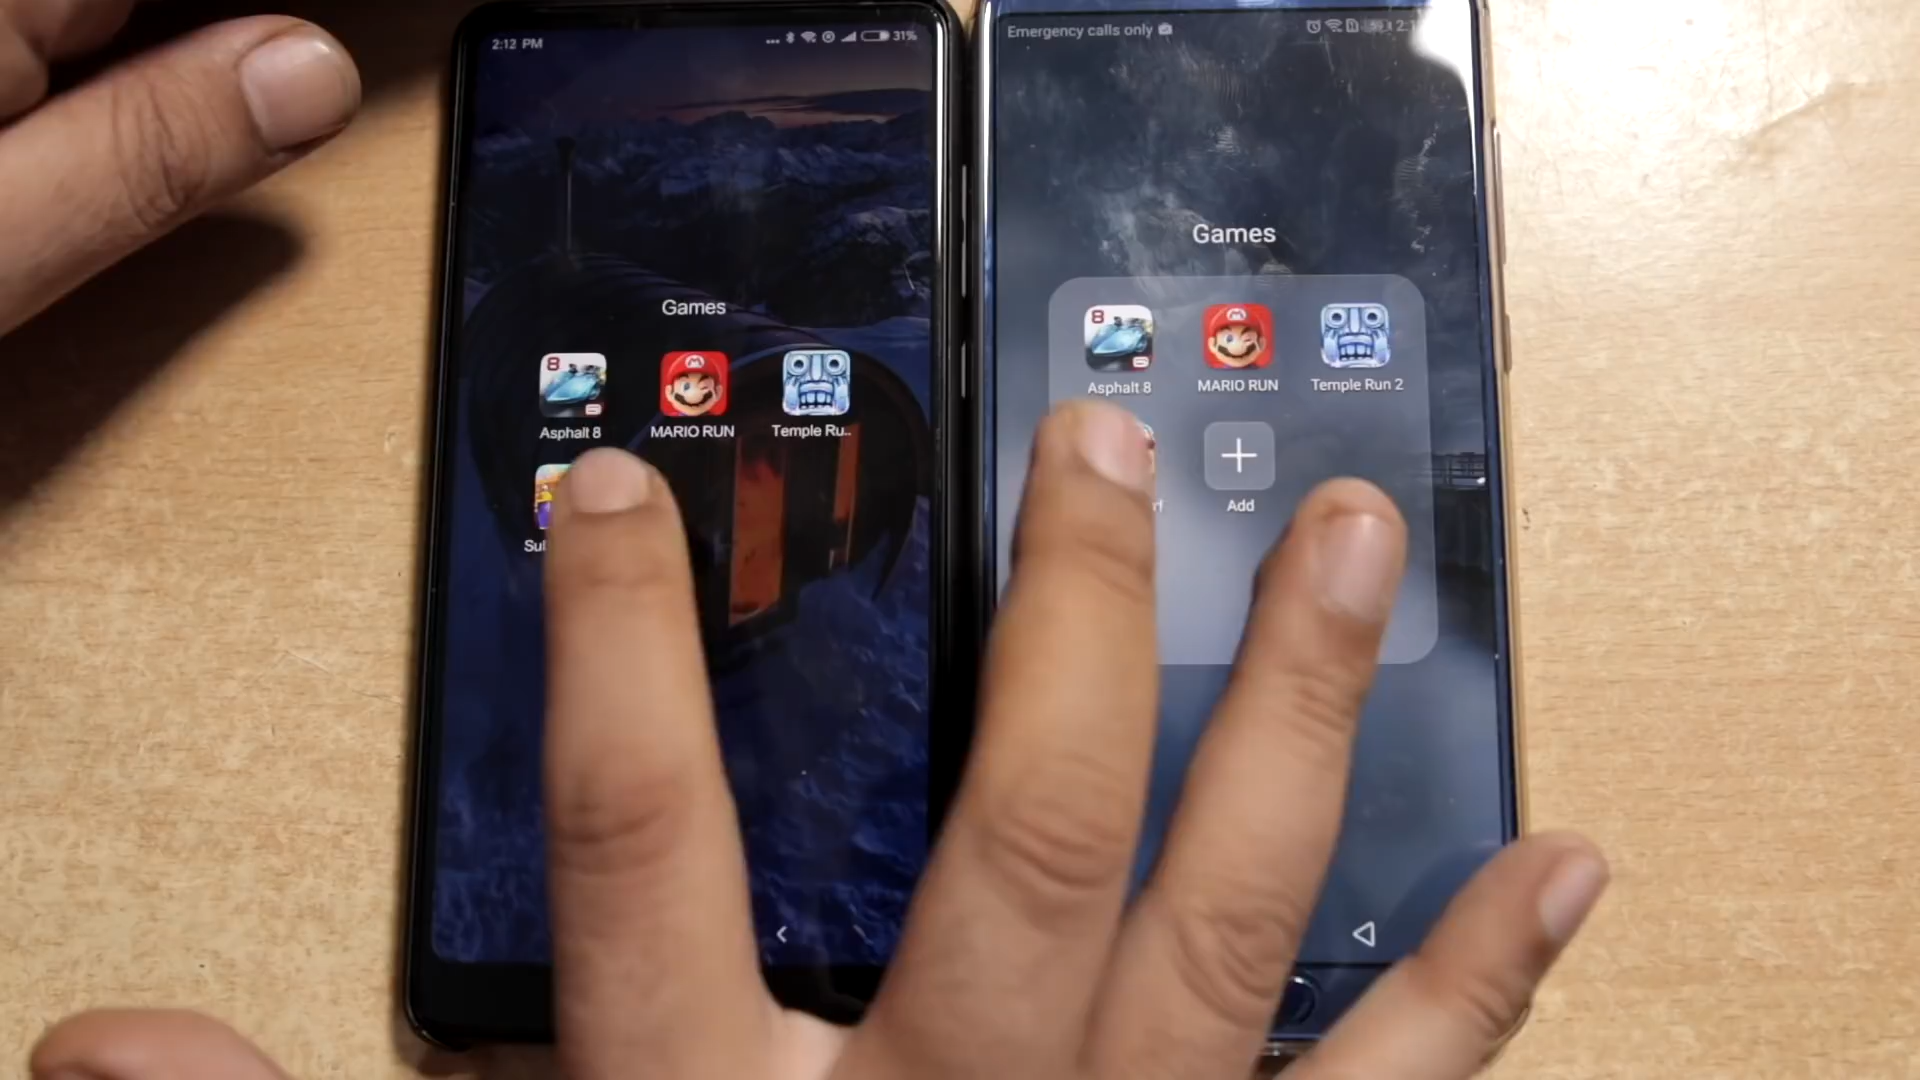 2:12 PM
31%
Games
Asphalt 8
MARIO RUN
Temple Ru..
Emergency calls only
Games
Asphalt 8
MARIO RUN
Temple Run 2
Add